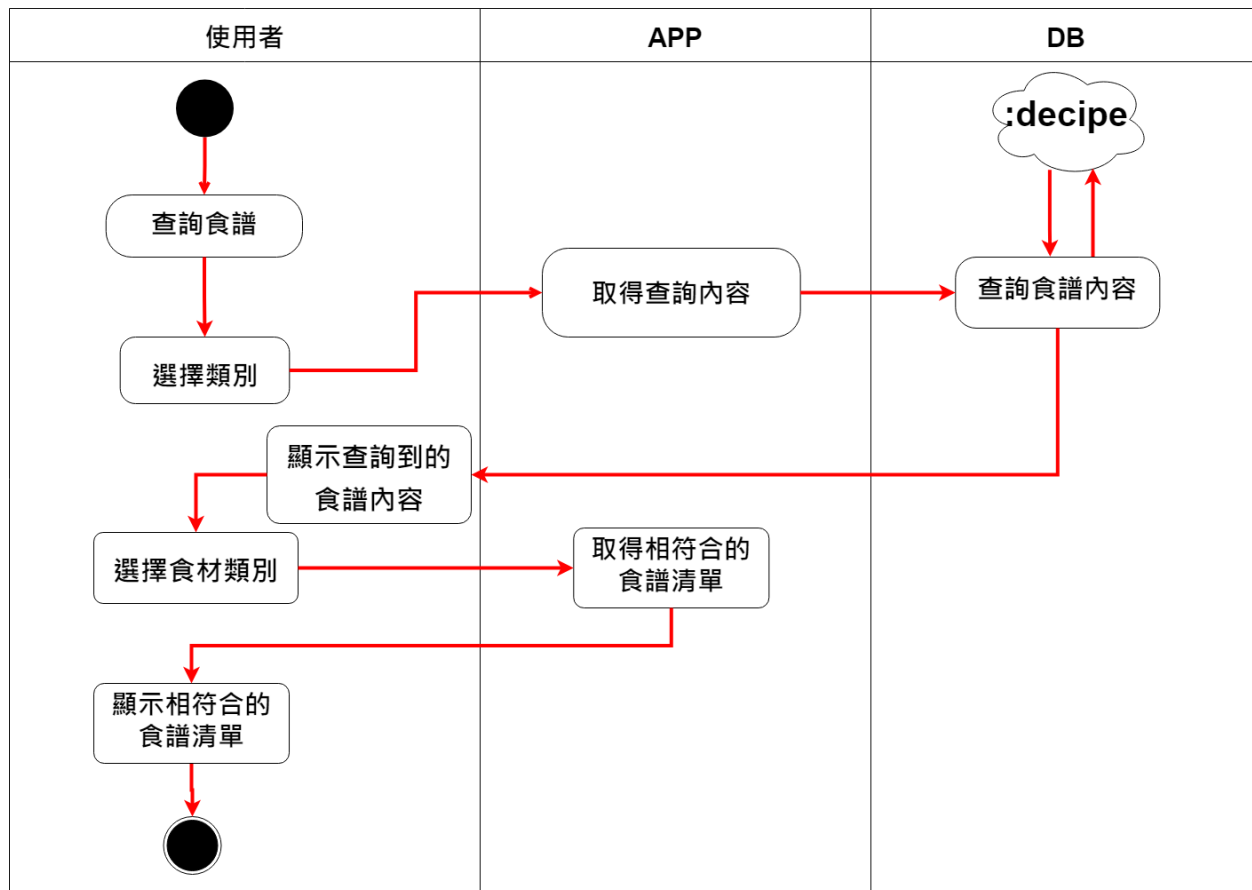 使用者
APP
DB
:decipe
查詢食譜
取得查詢內容
查詢食譜內容
選擇類別
顯示查詢到的
食譜內容
選擇食材類別
取得相符合的
食譜清單
顯示相符合的
食譜清單